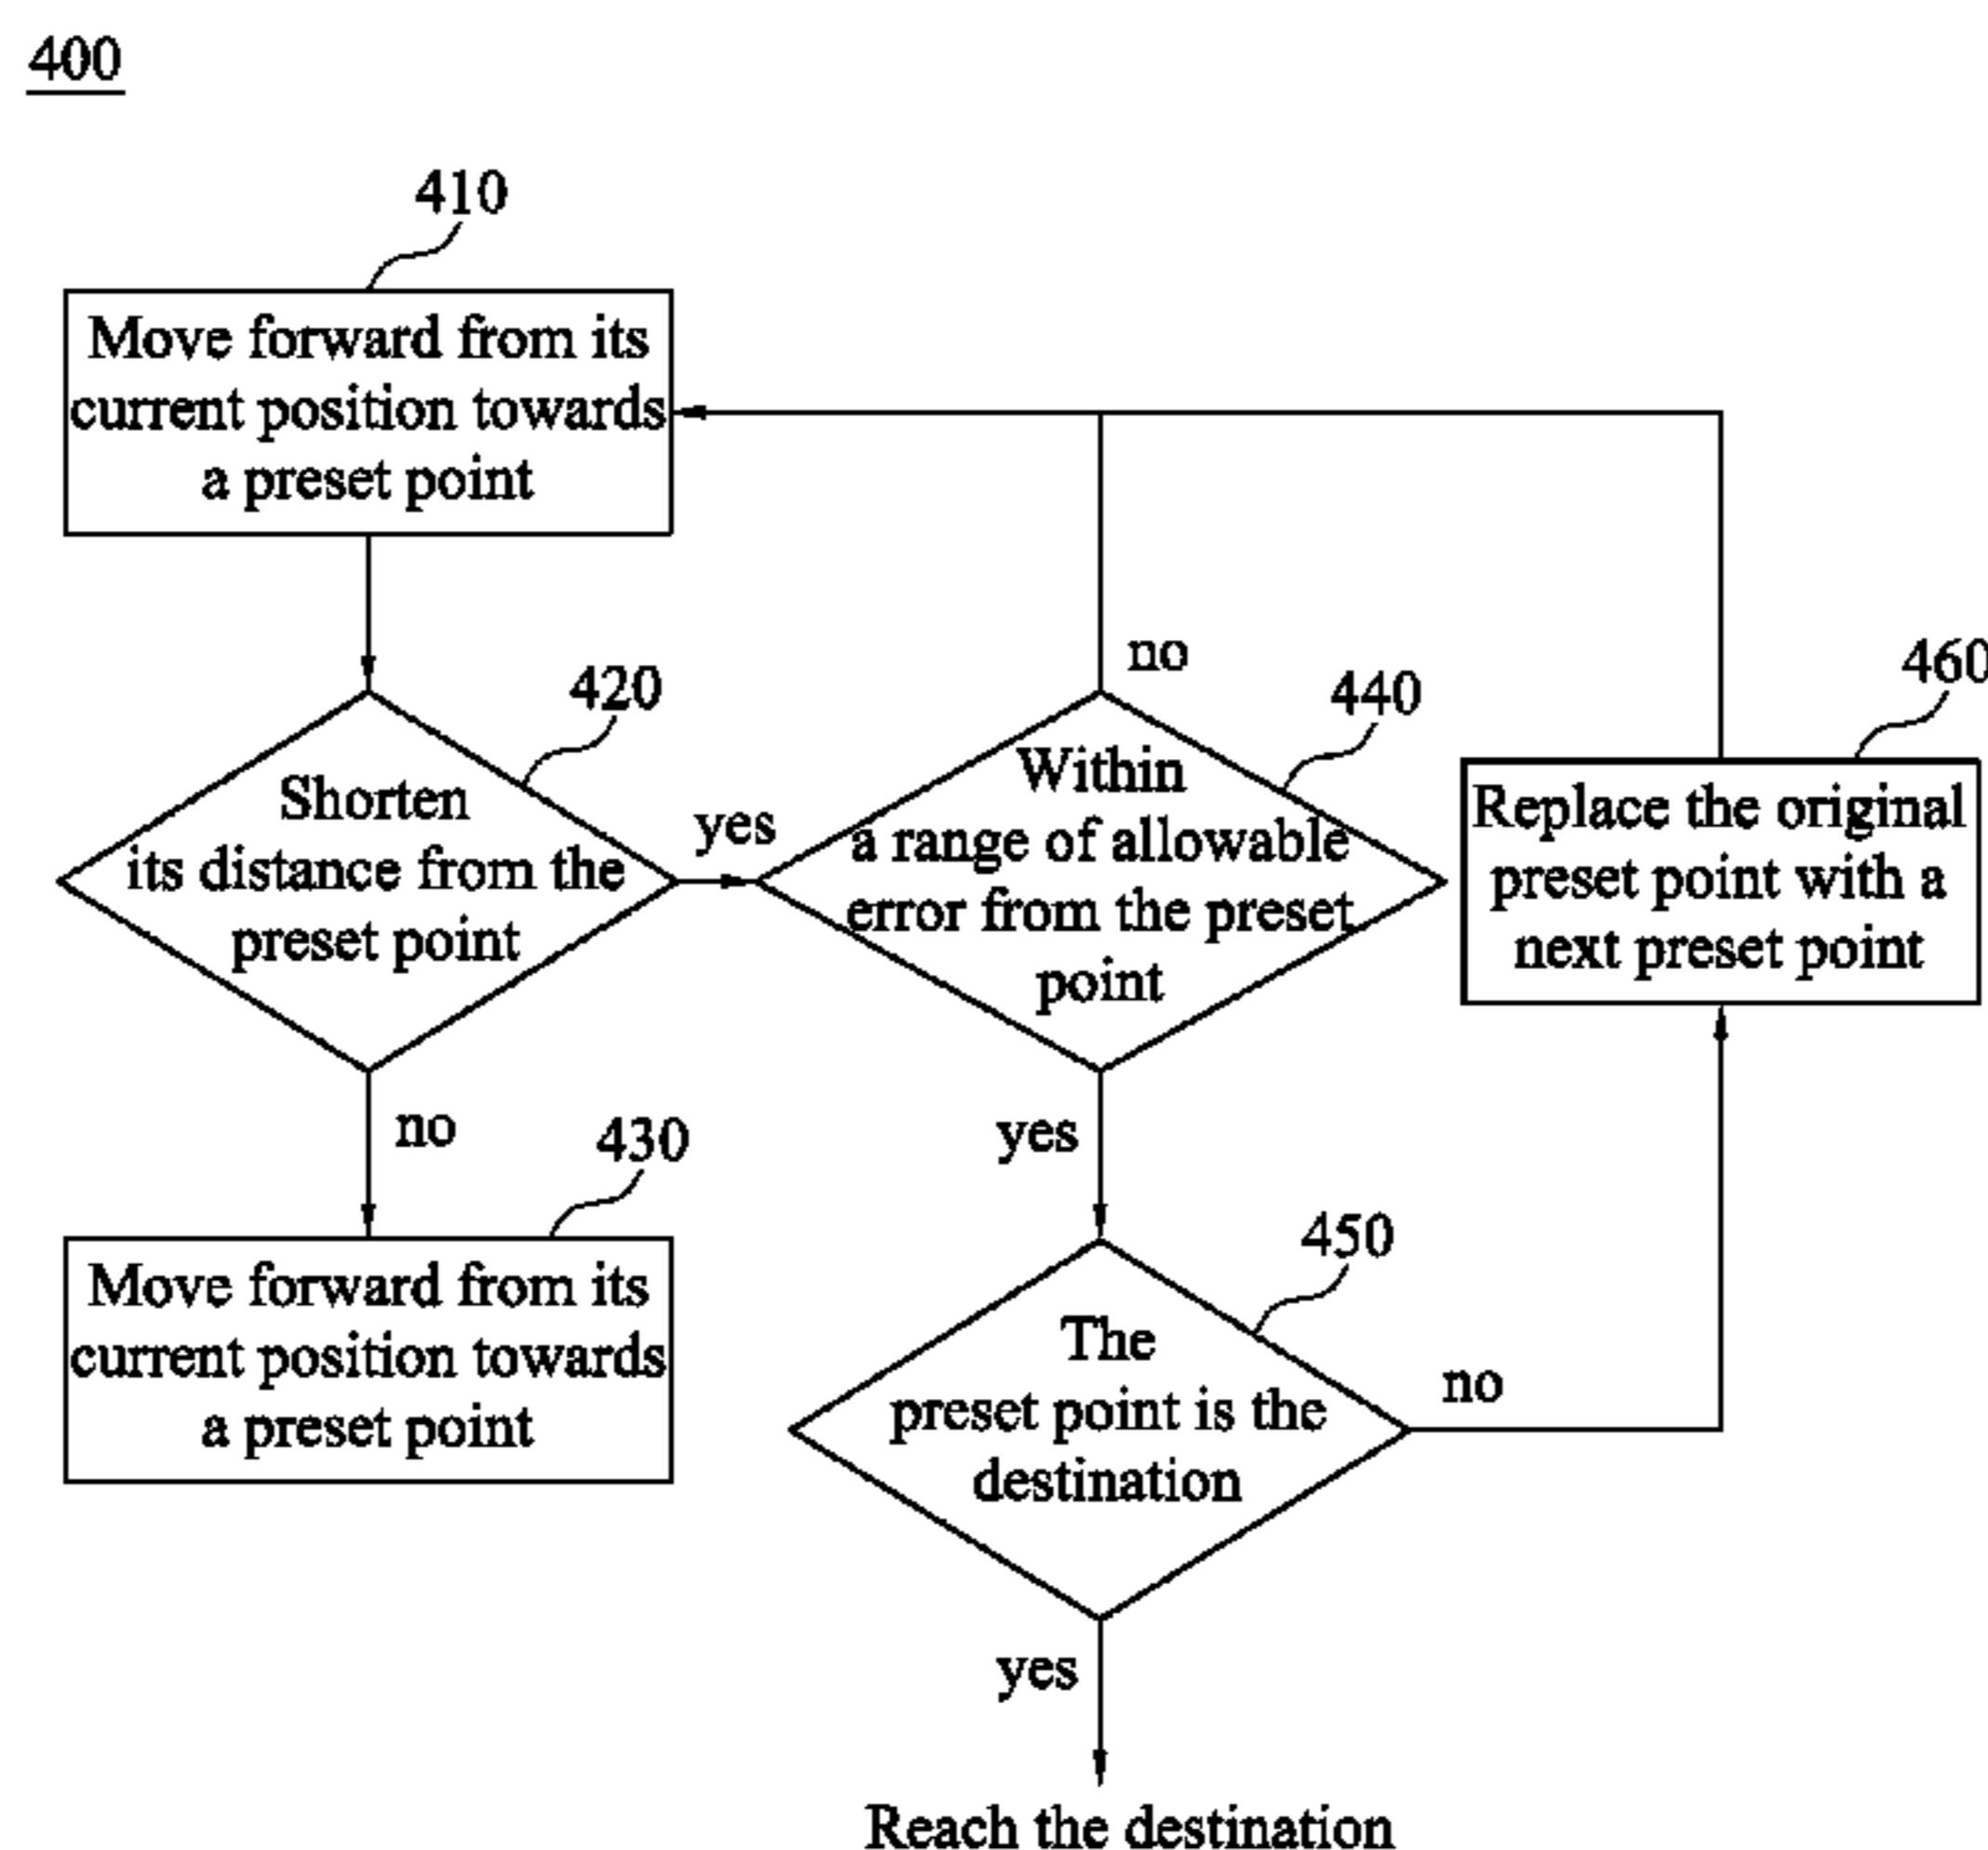 400
410
Move forward from its
current position towards
a preset point
420
Shorten
its distance from the
preset point
yes
no
430
Move forward from its
current position towards
a preset point
440
Within
a range of allowable
error from the preset
point
no
yes
450
The
preset point is the
destination
no
yes
460
Replace the original
preset point with a
next preset point
Reach the destination